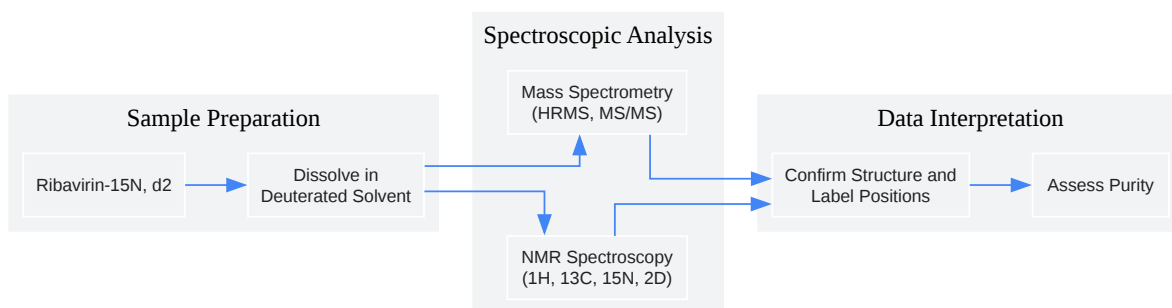 Sample Preparation
Ribavirin-15N, d2
Dissolve in
Deuterated Solvent
Spectroscopic Analysis
Mass Spectrometry
(HRMS, MS/MS)
NMR Spectroscopy
(1H, 13C, 15N, 2D)
Data Interpretation
Confirm Structure and
Label Positions
Assess Purity